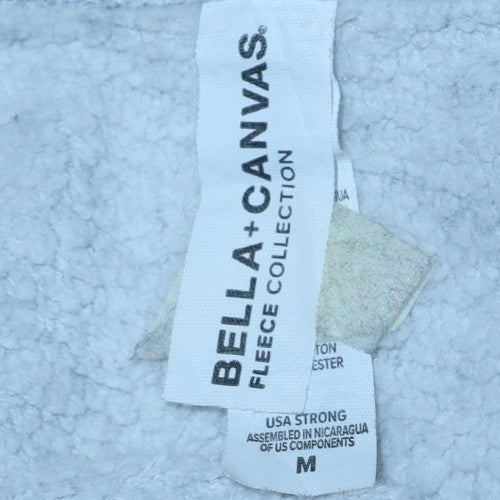 BELLA+CANVAS®
FLEECE COLLECTION
USA STRONG
ASSEMBLED IN NICARAGUA
OF US COMPONENTS
M